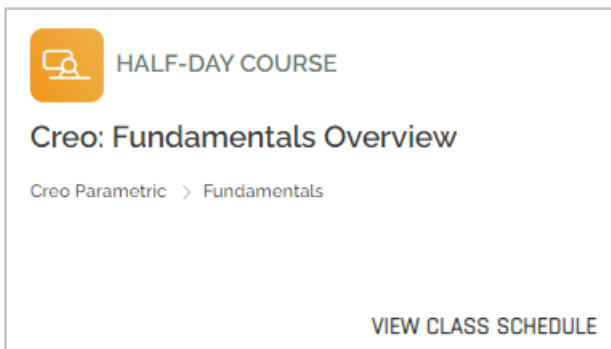 HALF-DAY COURSE
Creo: Fundamentals Overview
Creo Parametric > Fundamentals
VIEW CLASS SCHEDULE